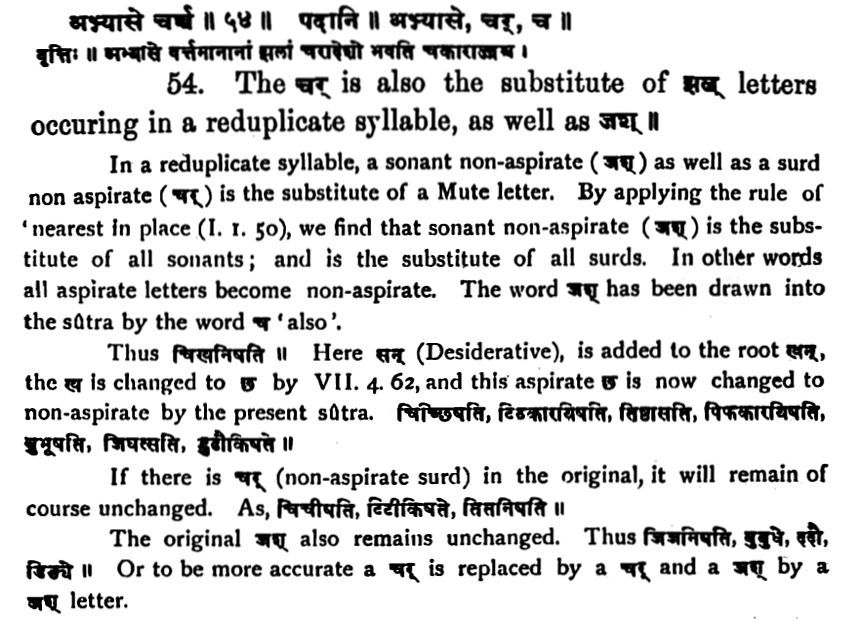 अभ्यासे चर्च्च ॥ ५४ ॥ पदानि ॥ अभ्यासे, चर्, च ॥
वृत्तिः ॥ अभ्यासे वर्त्तमानानां झलां चरादेशो भवति चकाराज्जश्च ।
54. The चर् is also the substitute of झल् letters
occuring in a reduplicate syllable, as well as जश् ॥
In a reduplicate syllable, a sonant non-aspirate (जश्) as well as a surd
non aspirate (चर्) is the substitute of a Mute letter. By applying the rule of
‘nearest in place (I. 1. 50), we find that sonant non-aspirate (जश्) is the subs-
titute of all sonants; and is the substitute of all surds. In other words
all aspirate letters become non-aspirate. The word जश् has been drawn into
the sûtra by the word च ‘also’.
Thus चिखनिषति ॥ Here सन् (Desiderative), is added to the root खन्,
the ख is changed to छ by VII. 4. 62, and this aspirate छ is now changed to
non-aspirate by the present sûtra. चिच्छिषति, टिठकारयिषति, तिष्ठासति, पिफकारयिषति,
बुभूषति, जिघत्सति, डुढौकिषते ॥
If there is चर् (non-aspirate surd) in the original, it will remain of
course unchanged. As, चिचीषति, टिटीकिषते, तितनिषति ॥
The original जश् also remains unchanged. Thus जिजनिषति, बुबुधे, ददौ,
डिड्ये ॥ Or to be more accurate a चर् is replaced by a चर् and a जश् by a
जश् letter.